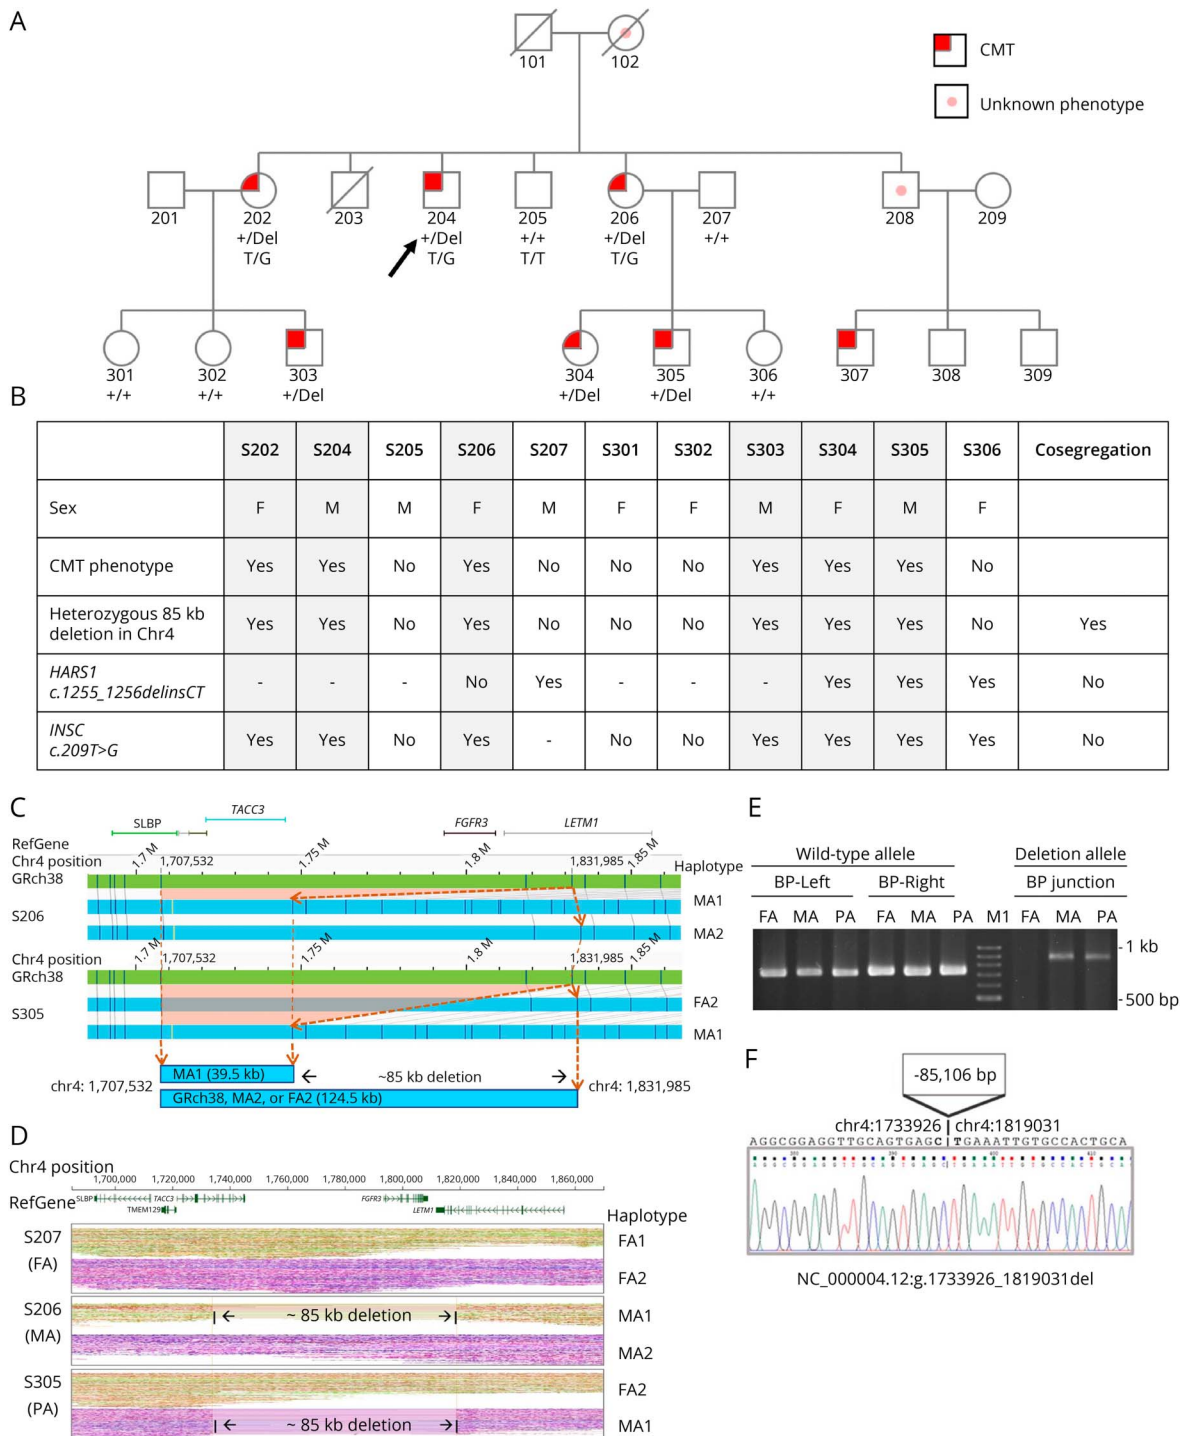 A
CMT
Unknown phenotype
101
102
201
202
+/Del
T/G
203
204
+/Del
T/G
205
+/+
T/T
206
+/Del
T/G
207
+/+
208
209
301
+/+
302
+/+
303
+/Del
304
+/Del
305
+/Del
306
+/+
307
308
309
B
S202 S204 S205 S206 S207 S301 S302 S303 S304 S305 S306 Cosegregation
Sex F M M F M F F M F M F
CMT phenotype Yes Yes No Yes No No No Yes Yes Yes No
Heterozygous 85 kb
deletion in Chr4 Yes Yes No Yes No No No Yes Yes Yes No Yes
HARS1
c.1255_1256delinsCT - - - No Yes - - - Yes Yes Yes No
INSC
c.209T>G Yes Yes No Yes - No No Yes Yes Yes Yes No
C
SLBP TACC3 FGFR3 LETM1
RefGene
Chr4 position 1.7 M 1,707,532 1.75 M 1.8 M 1,831,985 1.85 M Haplotype
GRch38
MA1
S206
MA2
Chr4 position 1.7 M 1,707,532 1.75 M 1.8 M 1,831,985 1.85 M
GRch38
FA2
S305
MA1
MA1 (39.5 kb) ~85 kb deletion
chr4: 1,707,532 chr4: 1,831,985
GRch38, MA2, or FA2 (124.5 kb)
D
Chr4 position
1,700,000 1,720,000 1,740,000 1,760,000 1,780,000 1,800,000 1,820,000 1,840,000 1,860,000
RefGene SLBP TACC3 FGFR3
TMEM129 LETM1
Haplotype
S207
(FA)
FA1
FA2
S206
(MA)
~ 85 kb deletion
MA1
MA2
S305
(PA)
FA2
~ 85 kb deletion
MA1
E
Wild-type allele Deletion allele
BP-Left BP-Right BP junction
FA MA PA FA MA PA M1 FA MA PA
1 kb
500 bp
F
-85,106 bp
chr4:1733926 chr4:1819031
AGGCGGAGGTTGCAGTGAGC TGAAATTGTGCCACTGCA
380 390 400 410
AGGCGGAGGTTGCAGTGAGC TGAAATTGTGCCACTGCA
NC_000004.12:g.1733926_1819031del